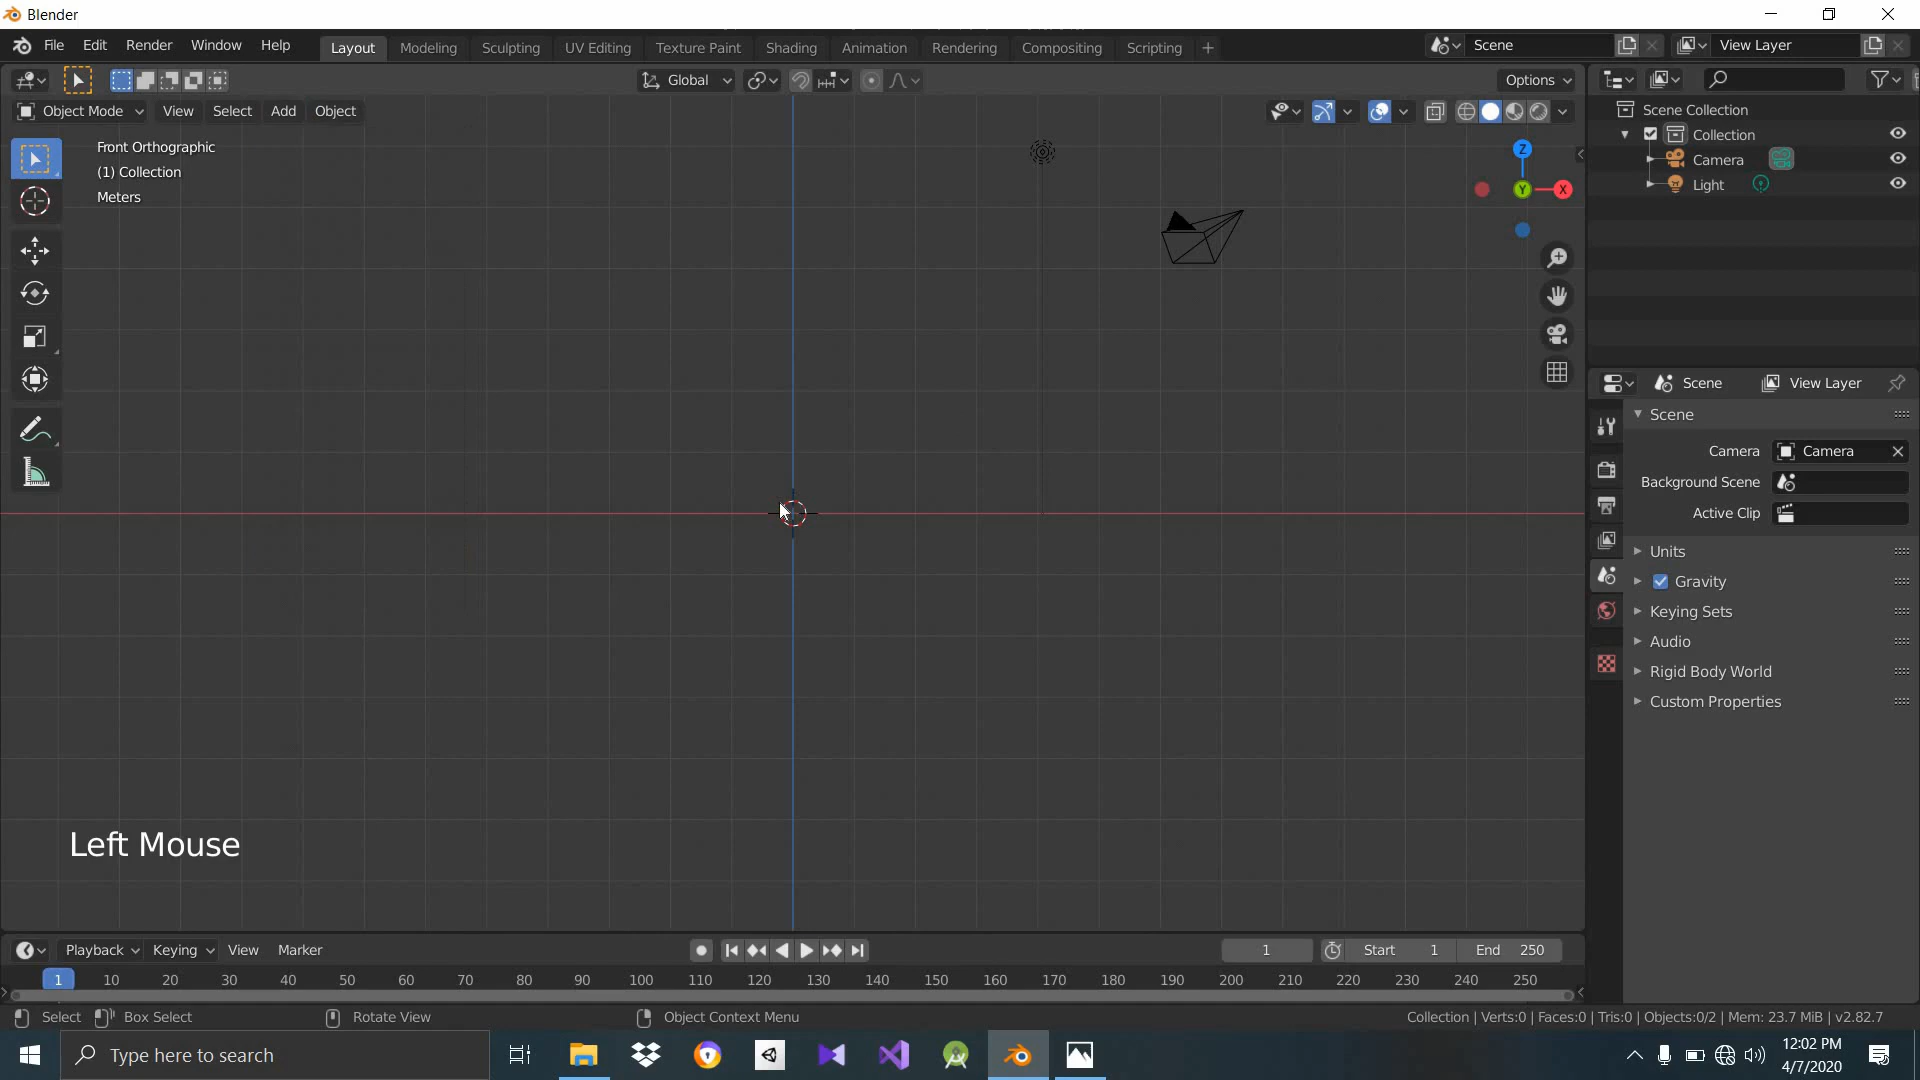 Blender
File Edit Render Window Help Layout Modeling Sculpting UV Editing Texture Paint Shading Animation Rendering Compositing Scripting + Scene View Layer
Global Options
Object Mode View Select Add Object
Scene Collection
Collection
Camera
Light
Front Orthographic
(1) Collection
Meters
Z
Y
X
Scene View Layer
Scene
Camera Camera
Background Scene
Active Clip
Units
Gravity
Keying Sets
Audio
Rigid Body World
Custom Properties
Left Mouse
Playback Keying View Marker 1 Start 1 End 250
1 10 20 30 40 50 60 70 80 90 100 110 120 130 140 150 160 170 180 190 200 210 220 230 240 250
Select Box Select Rotate View Object Context Menu Collection | Verts:0 | Faces:0 | Tris:0 | Objects:0/2 | Mem: 23.7 MiB | v2.82.7
Type here to search
12:02 PM
4/7/2020